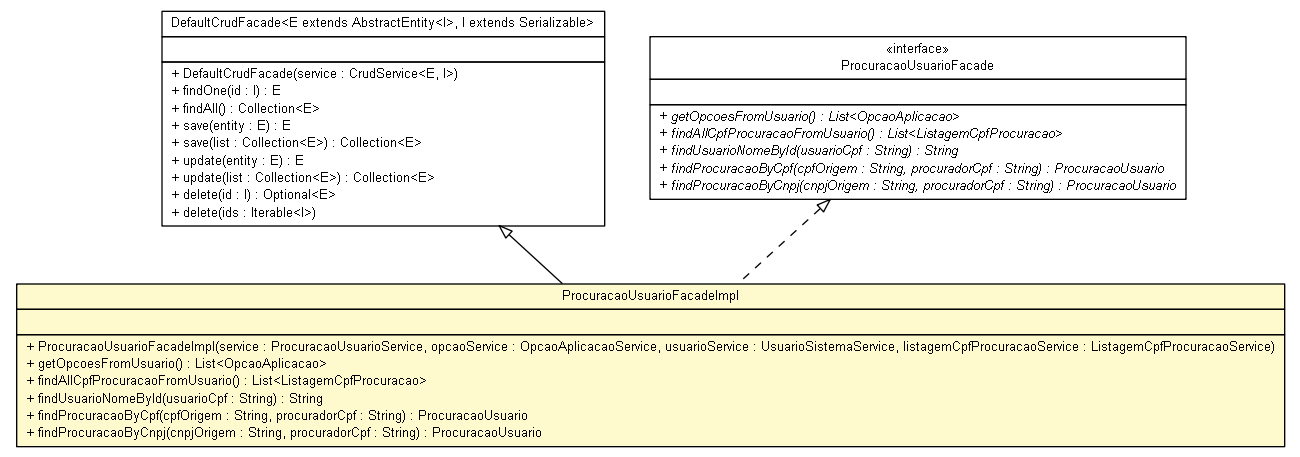 DefaultCrudFacade<E extends AbstractEntity<I>, I extends Serializable>
+ DefaultCrudFacade(service : CrudService<E, I>)
+ findOne(id : I) : E
+ findAll() : Collection<E>
+ save(entity : E) : E
+ save(list : Collection<E>) : Collection<E>
+ update(entity : E) : E
+ update(list : Collection<E>) : Collection<E>
+ delete(id : I) : Optional<E>
+ delete(ids : Iterable<I>)
«interface»
ProcuracaoUsuarioFacade
+ getOpcoesFromUsuario() : List<OpcaoAplicacao>
+ findAllCpfProcuracaoFromUsuario() : List<ListagemCpfProcuracao>
+ findUsuarioNomeById(usuarioCpf : String) : String
+ findProcuracaoByCpf(cpfOrigem : String, procuradorCpf : String) : ProcuracaoUsuario
+ findProcuracaoByCnpj(cnpjOrigem : String, procuradorCpf : String) : ProcuracaoUsuario
ProcuracaoUsuarioFacadeImpl
+ ProcuracaoUsuarioFacadeImpl(service : ProcuracaoUsuarioService, opcaoService : OpcaoAplicacaoService, usuarioService : UsuarioSistemaService, listagemCpfProcuracaoService : ListagemCpfProcuracaoService)
+ getOpcoesFromUsuario() : List<OpcaoAplicacao>
+ findAllCpfProcuracaoFromUsuario() : List<ListagemCpfProcuracao>
+ findUsuarioNomeById(usuarioCpf : String) : String
+ findProcuracaoByCpf(cpfOrigem : String, procuradorCpf : String) : ProcuracaoUsuario
+ findProcuracaoByCnpj(cnpjOrigem : String, procuradorCpf : String) : ProcuracaoUsuario